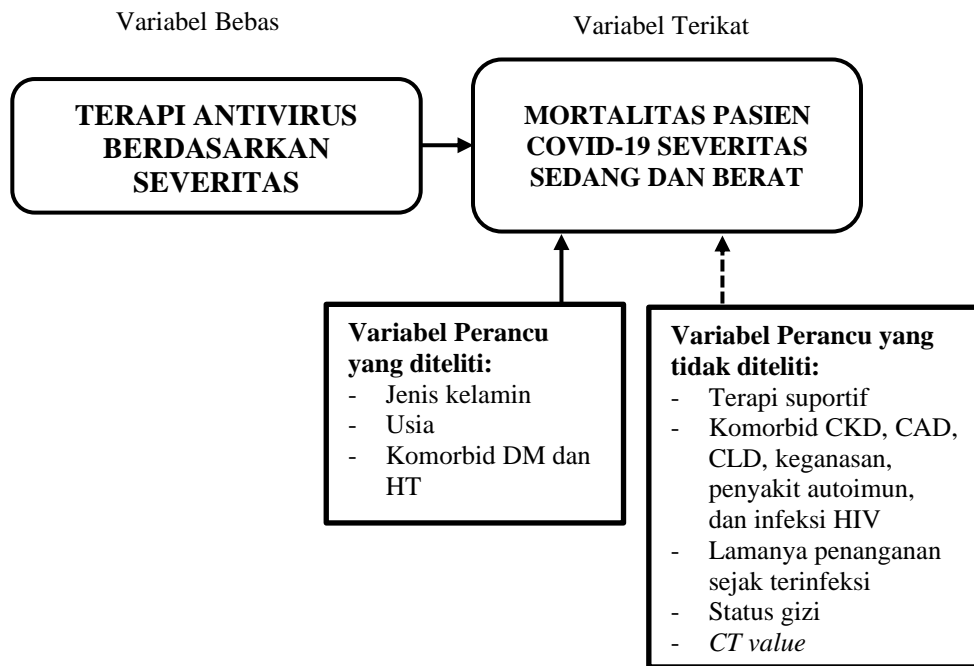 Variabel Bebas
Variabel Terikat
TERAPI ANTIVIRUS
BERDASARKAN
SEVERITAS
MORTALITAS PASIEN
COVID-19 SEVERITAS
SEDANG DAN BERAT
Variabel Perancu
yang diteliti:
- Jenis kelamin
- Usia
- Komorbid DM dan
HT
Variabel Perancu yang
tidak diteliti:
- Terapi suportif
- Komorbid CKD, CAD,
CLD, keganasan,
penyakit autoimun,
dan infeksi HIV
- Lamanya penanganan
sejak terinfeksi
- Status gizi
- CT value